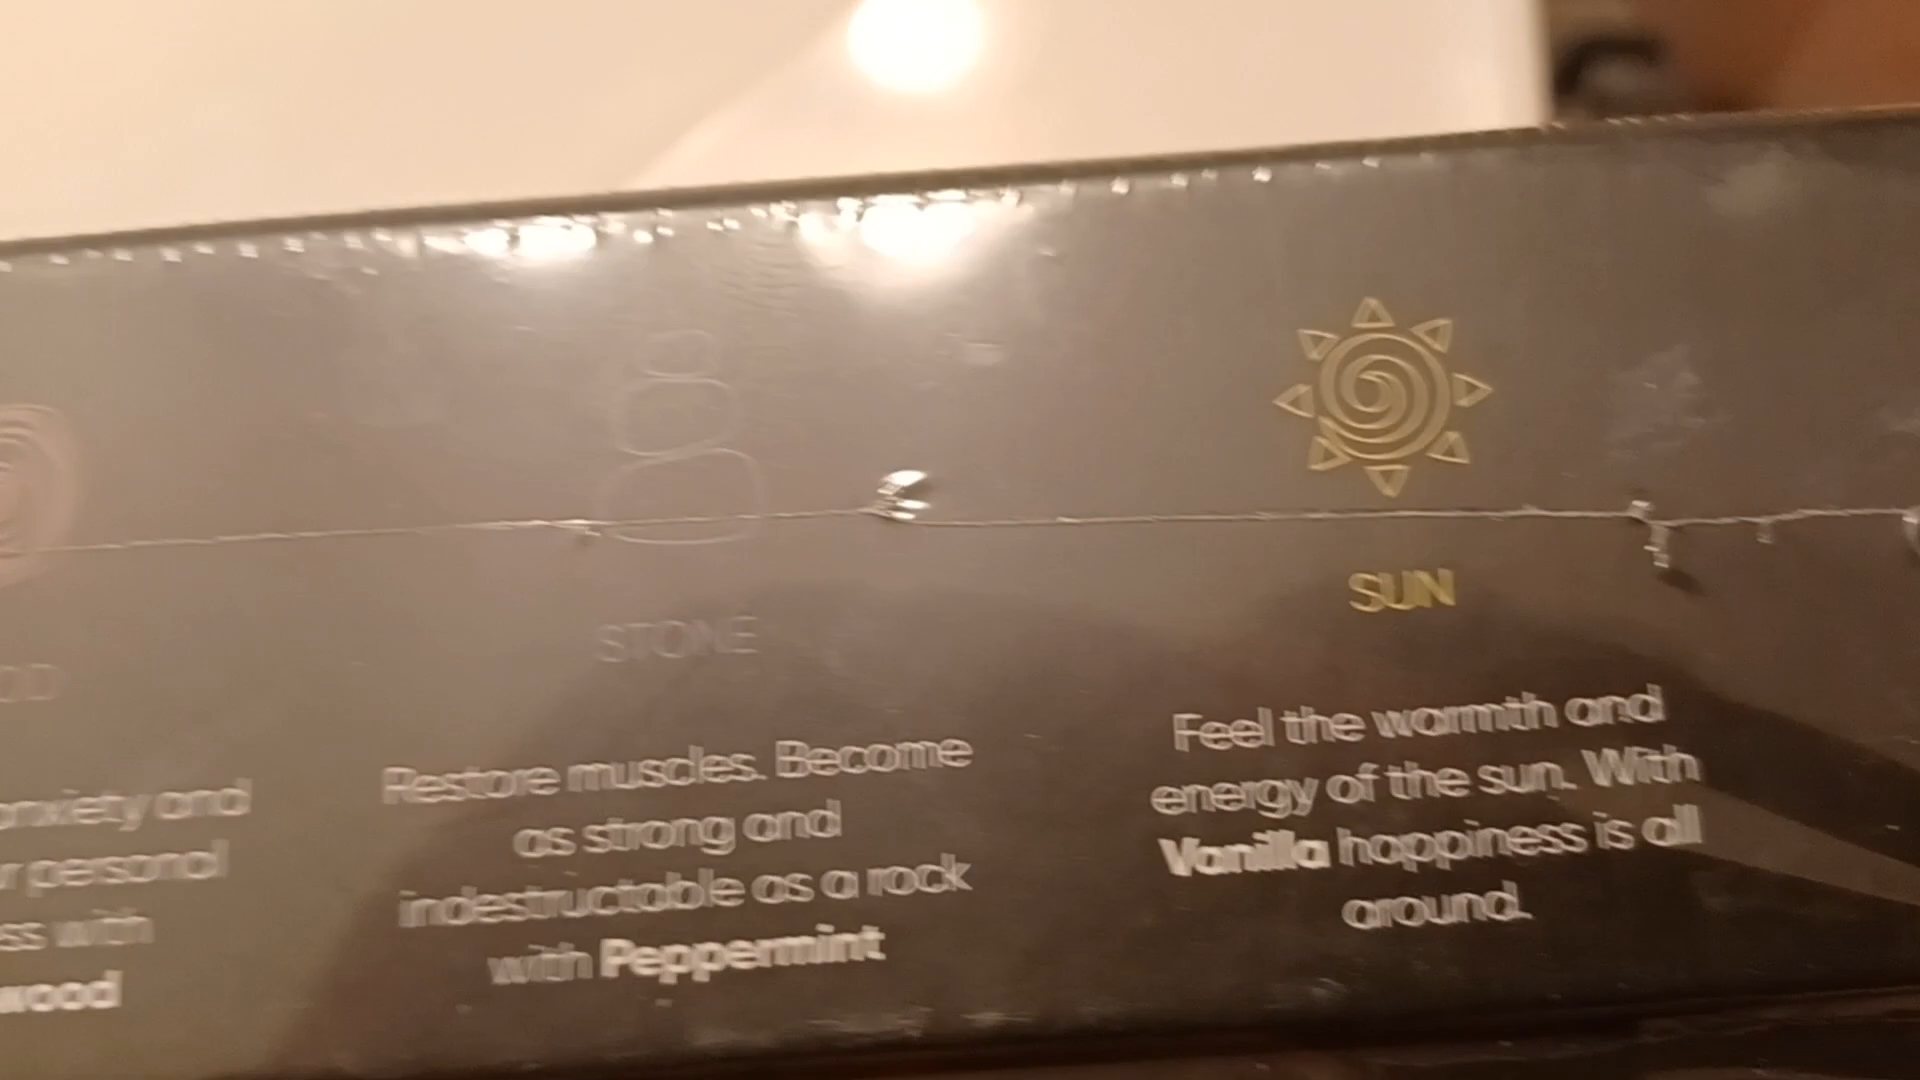 anxiety and
personal
with
wood
STONE
Restore muscles. Become
as strong and
indestructable as a rock
with Peppermint
SUN
Feel the warmth and
energy of the sun. With
Vanilla happiness is all
around.